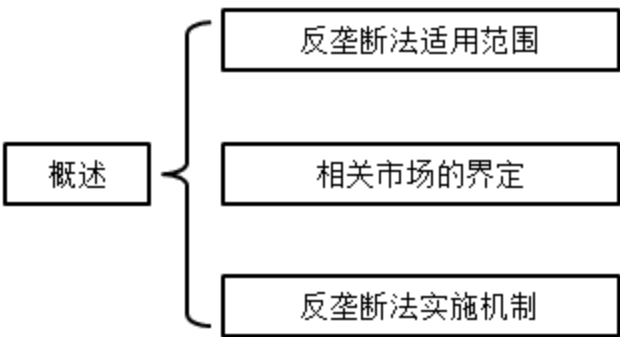 反垄断法适用范围
概述
相关市场的界定
反垄断法实施机制